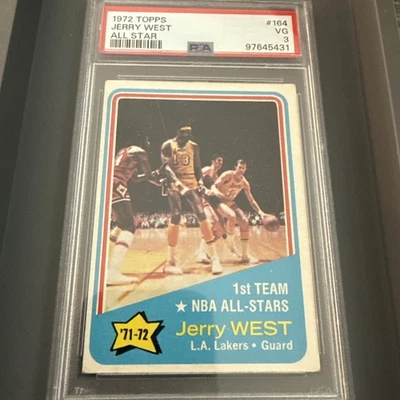 1972 TOPPS #164
JERRY WEST VG
ALL STAR PSA 3
97645431
13
1st TEAM
★ NBA ALL-STARS
'71-72
Jerry WEST
L.A. Lakers • Guard